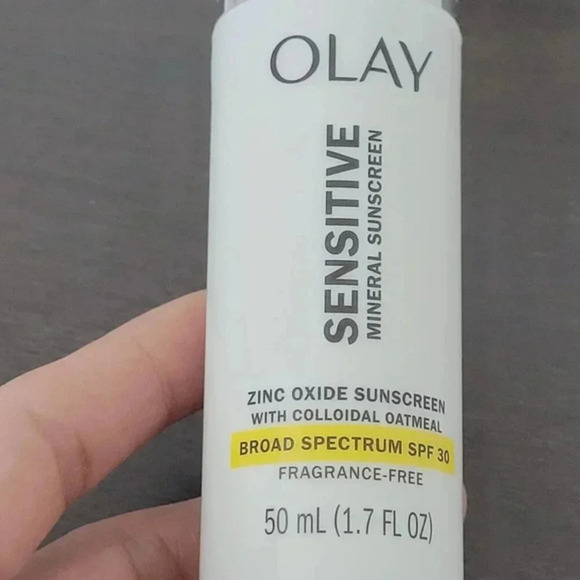 OLAY
SENSITIVE
MINERAL SUNSCREEN
ZINC OXIDE SUNSCREEN
WITH COLLOIDAL OATMEAL
BROAD SPECTRUM SPF 30
FRAGRANCE-FREE
50 mL (1.7 FL OZ)